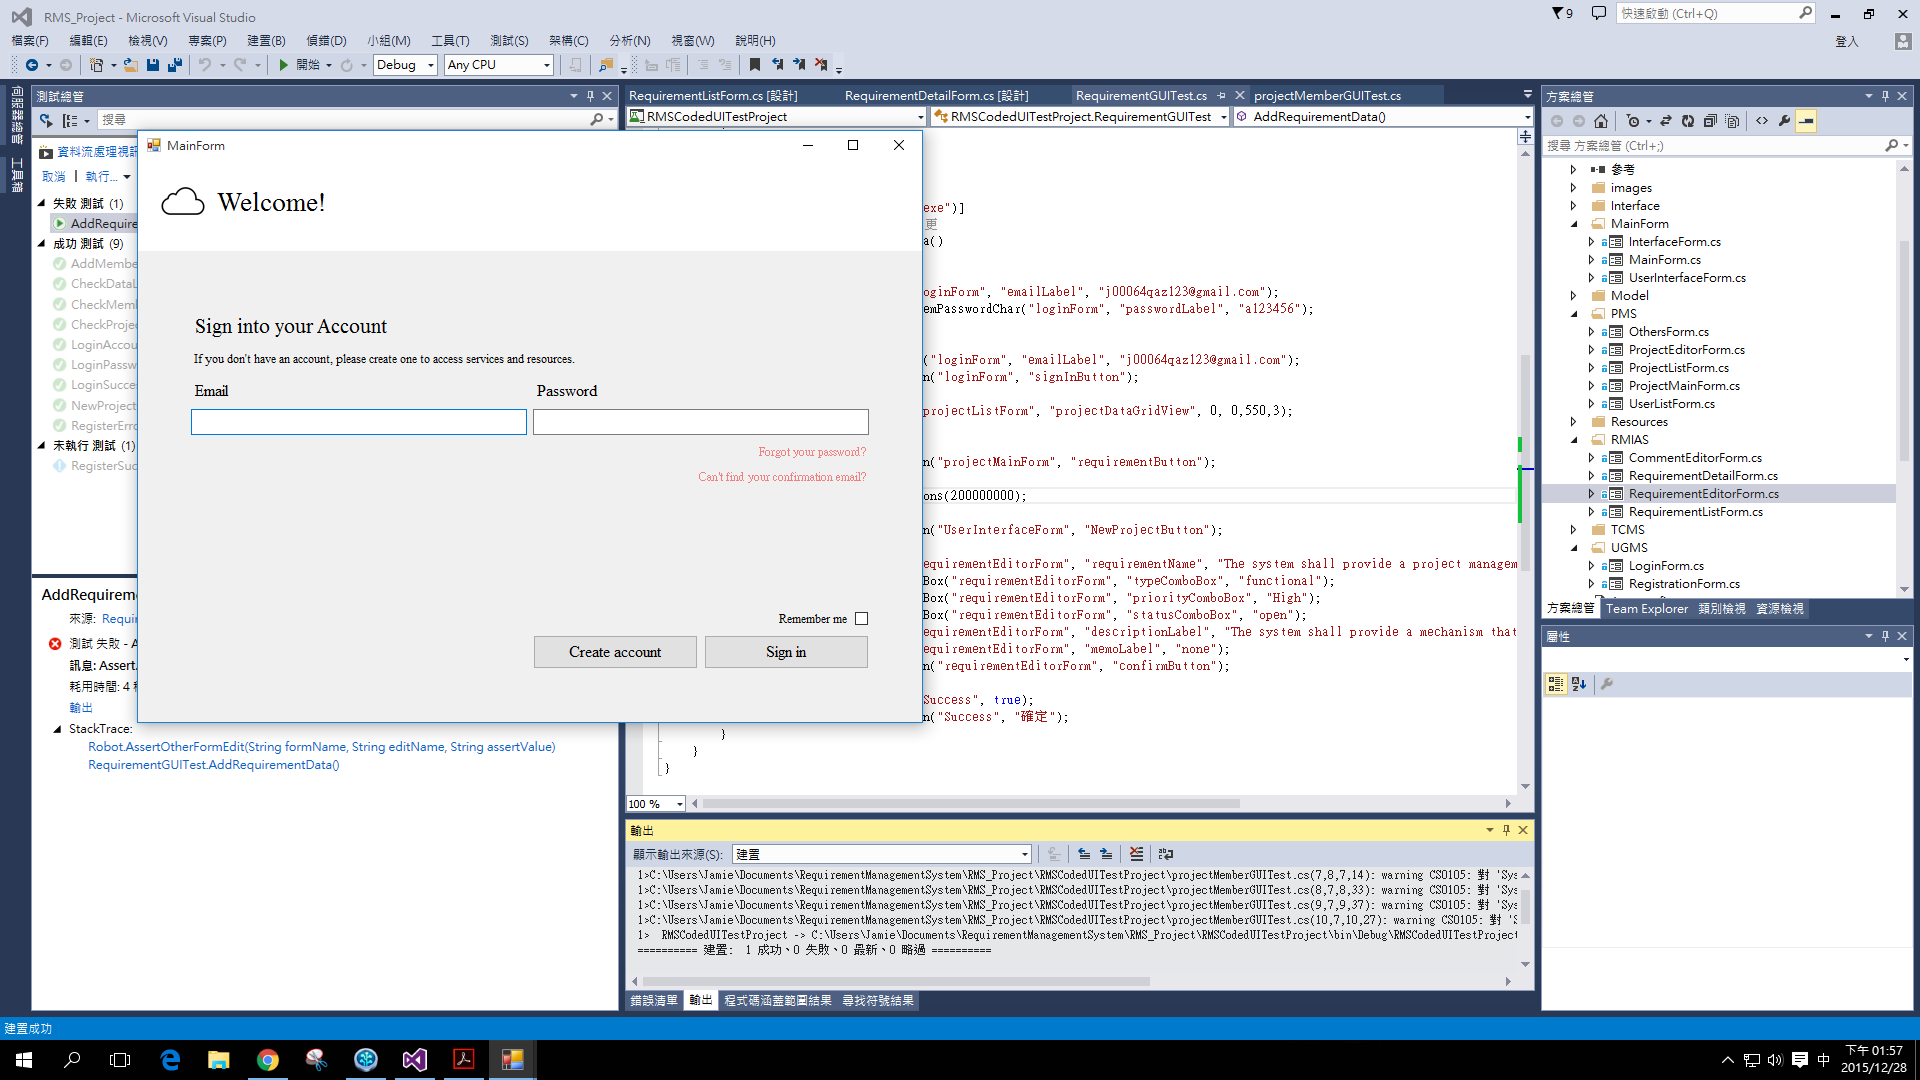 RMS_Project - Microsoft Visual Studio
9
快速啟動 (Ctrl+Q)
檔案(F) 編輯(E) 檢視(V) 專案(P) 建置(B) 偵錯(D) 小組(M) 工具(T) 測試(S) 架構(C) 分析(N) 視窗(W) 說明(H)
登入
開始 Debug Any CPU
伺服器總管
工具箱
測試總管
搜尋
資料流處理視訊
取消 執行...
失敗 測試 (1)
AddRequire
成功 測試 (9)
AddMembe
CheckDataL
CheckMemb
CheckProjec
LoginAccou
LoginPassw
LoginSucce
NewProject
RegisterErro
未執行 測試 (1)
RegisterSuc
AddRequireme
來源: Requir
測試 失敗 - A
訊息: Assert.
耗用時間: 4 秒
輸出
StackTrace:
Robot.AssertOtherFormEdit(String formName, String editName, String assertValue)
RequirementGUITest.AddRequirementData()
MainForm
Welcome!
Sign into your Account
If you don't have an account, please create one to access services and resources.
Email Password
Forgot your password?
Can't find your confirmation email?
Remember me
Create account Sign in
RequirementListForm.cs [設計] RequirementDetailForm.cs [設計] RequirementGUITest.cs projectMemberGUITest.cs
RMSCodedUITestProject RMSCodedUITestProject.RequirementGUITest AddRequirementData()
exe")]
更
a()
oginForm", "emailLabel", "j00064qaz123@gmail.com");
emPasswordChar("loginForm", "passwordLabel", "a123456");
("loginForm", "emailLabel", "j00064qaz123@gmail.com");
n("loginForm", "signInButton");
projectListForm", "projectDataGridView", 0, 0,550,3);
n("projectMainForm", "requirementButton");
ons(200000000);
n("UserInterfaceForm", "NewProjectButton");
equirementEditorForm", "requirementName", "The system shall provide a project managem
Box("requirementEditorForm", "typeComboBox", "functional");
Box("requirementEditorForm", "priorityComboBox", "High");
Box("requirementEditorForm", "statusComboBox", "open");
equirementEditorForm", "descriptionLabel", "The system shall provide a mechanism that
equirementEditorForm", "memoLabel", "none");
n("requirementEditorForm", "confirmButton");
Success", true);
n("Success", "確定");
}
}
}
100 %
輸出
顯示輸出來源(S): 建置
1>C:\Users\Jamie\Documents\RequirementManagementSystem\RMS_Project\RMSCodedUITestProject\projectMemberGUITest.cs(7,8,7,14): warning CS0105: 對 'Sys
1>C:\Users\Jamie\Documents\RequirementManagementSystem\RMS_Project\RMSCodedUITestProject\projectMemberGUITest.cs(8,7,8,33): warning CS0105: 對 'Sys
1>C:\Users\Jamie\Documents\RequirementManagementSystem\RMS_Project\RMSCodedUITestProject\projectMemberGUITest.cs(9,7,9,37): warning CS0105: 對 'Sys
1>C:\Users\Jamie\Documents\RequirementManagementSystem\RMS_Project\RMSCodedUITestProject\projectMemberGUITest.cs(10,7,10,27): warning CS0105: 對 'S
1> RMSCodedUITestProject -> C:\Users\Jamie\Documents\RequirementManagementSystem\RMS_Project\RMSCodedUITestProject\bin\Debug\RMSCodedUITestProject
========== 建置: 1 成功、0 失敗、0 最新、0 略過 ==========
錯誤清單 輸出 程式碼涵蓋範圍結果 尋找符號結果
方案總管
搜尋 方案總管 (Ctrl+;)
參考
images
Interface
MainForm
InterfaceForm.cs
MainForm.cs
UserInterfaceForm.cs
Model
PMS
OthersForm.cs
ProjectEditorForm.cs
ProjectListForm.cs
ProjectMainForm.cs
UserListForm.cs
Resources
RMIAS
CommentEditorForm.cs
RequirementDetailForm.cs
RequirementEditorForm.cs
RequirementListForm.cs
TCMS
UGMS
LoginForm.cs
RegistrationForm.cs
方案總管 Team Explorer 類別檢視 資源檢視
屬性
建置成功
中
下午 01:57
2015/12/28